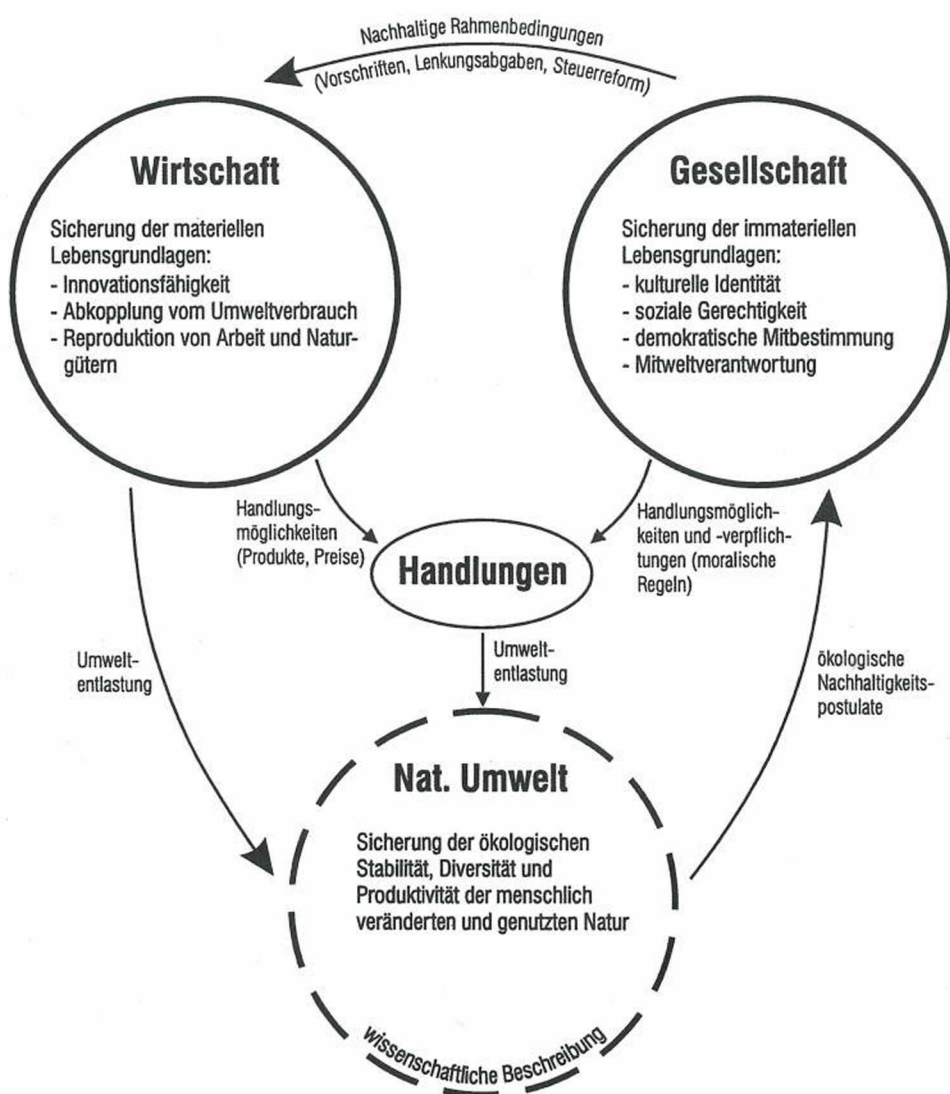 Nachhaltige Rahmenbedingungen
(Vorschriften, Lenkungsabgaben, Steuerreform)
Wirtschaft
Sicherung der materiellen
Lebensgrundlagen:
- Innovationsfähigkeit
- Abkopplung vom Umweltverbrauch
- Reproduktion von Arbeit und Natur-
gütern
Gesellschaft
Sicherung der immateriellen
Lebensgrundlagen:
- kulturelle Identität
- soziale Gerechtigkeit
- demokratische Mitbestimmung
- Mitweltverantwortung
Handlungs-
möglichkeiten
(Produkte, Preise)
Handlungen
Handlungsmöglich-
keiten und -verpflich-
tungen (moralische
Regeln)
Umwelt-
entlastung
Umwelt-
entlastung
ökologische
Nachhaltigkeits-
postulate
Nat. Umwelt
Sicherung der ökologischen
Stabilität, Diversität und
Produktivität der menschlich
veränderten und genutzten Natur
wissenschaftliche Beschreibung